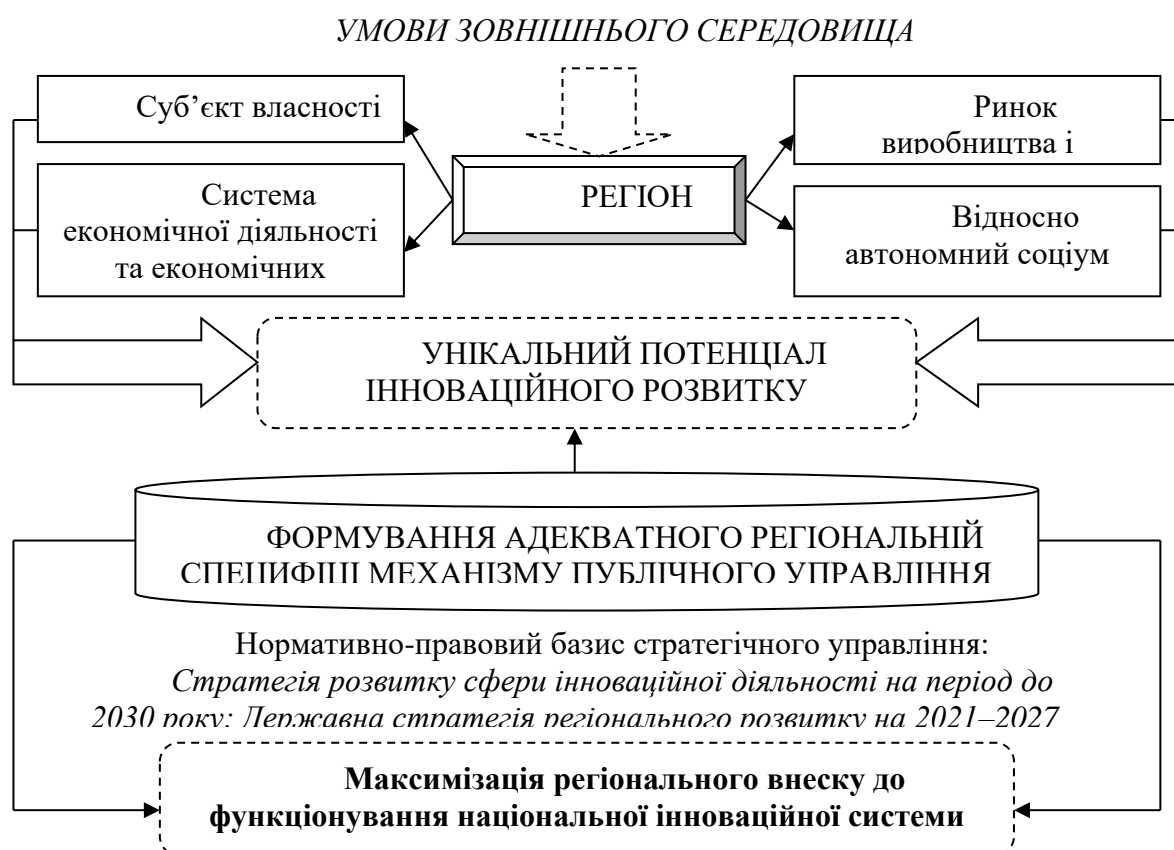 УМОВИ ЗОВНІШНЬОГО СЕРЕДОВИЩА
Суб’єкт власності
Система
економічної діяльності
та економічних
РЕГІОН
Ринок
виробництва і
Відносно
автономний соціум
УНІКАЛЬНИЙ ПОТЕНЦІАЛ
ІННОВАЦІЙНОГО РОЗВИТКУ
ФОРМУВАННЯ АДЕКВАТНОГО РЕГІОНАЛЬНІЙ
СПЕЦИФІЦІ МЕХАНІЗМУ ПУБЛІЧНОГО УПРАВЛІННЯ
Нормативно-правовий базис стратегічного управління:
Стратегія розвитку сфери інноваційної діяльності на період до
2030 року; Державна стратегія регіонального розвитку на 2021–2027
Максимізація регіонального внеску до
функціонування національної інноваційної системи